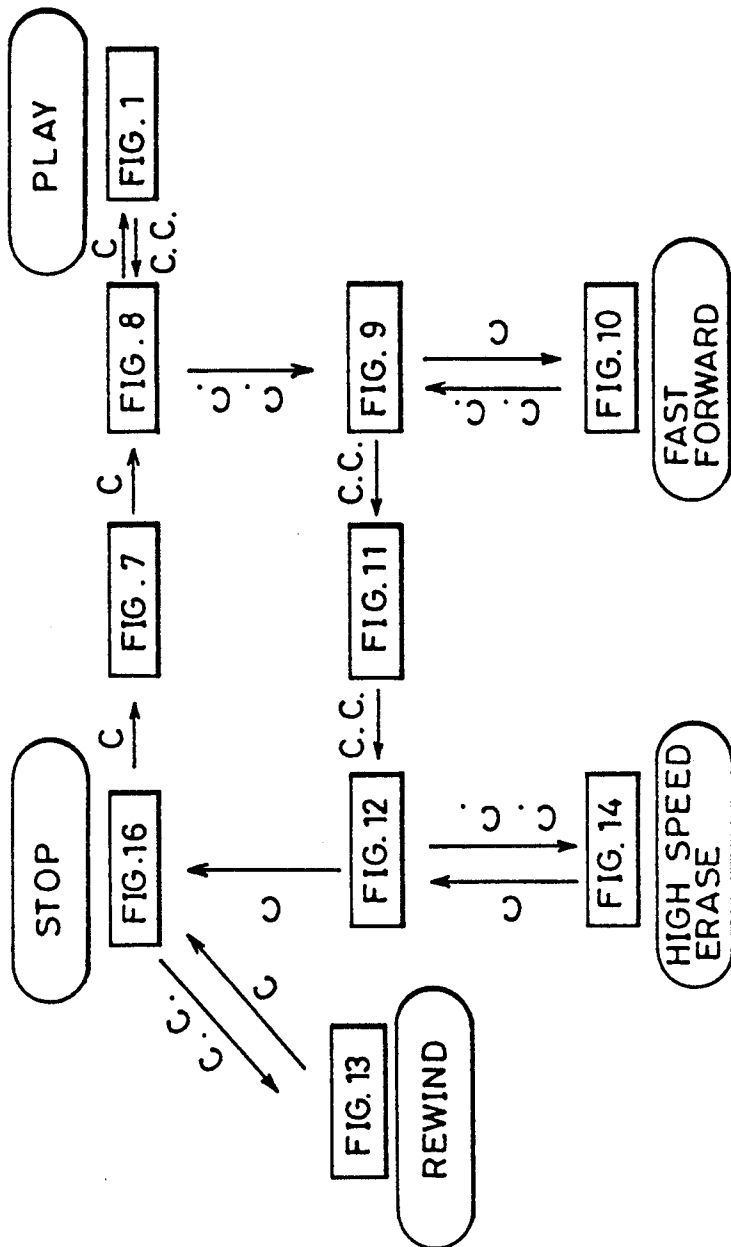 STOP
PLAY
FIG.16
C
FIG. 7
C
FIG. 8
C
C.C.
FIG. 1
C.C.
C
C
C.C.
FIG. 13
REWIND
FIG. 12
C.C.
FIG. 11
C.C.
FIG. 9
C
C.C.
C.C.
C
FIG. 14
HIGH SPEED
ERASE
FIG. 10
FAST
FORWARD